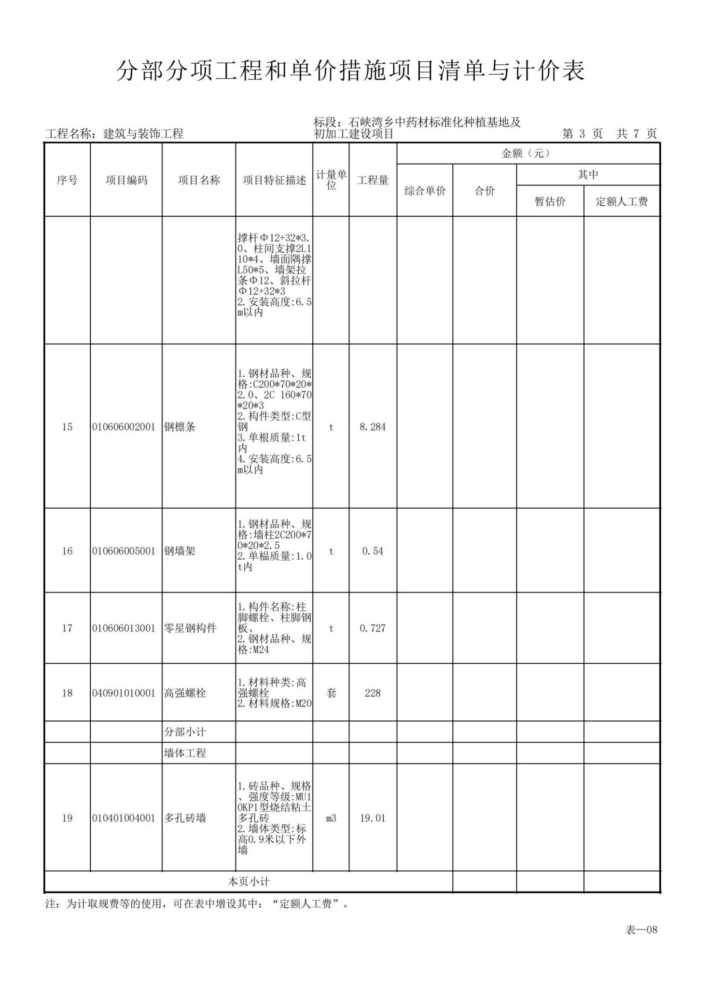 分部分项工程和单价措施项目清单与计价表
工程名称：建筑与装饰工程
标段：石峡湾乡中药材标准化种植基地及
初加工建设项目
第 3 页 共 7 页
序号
项目编码
项目名称
项目特征描述
计量单
位
工程量
金额（元）
综合单价
合价
其中
暂估价
定额人工费
撑杆Φ12+32*3.
0、柱间支撑2L1
10*4、墙面隅撑
L50*5、墙架拉
条Φ12、斜拉杆
Φ12+32*3
2.安装高度:6.5
m以内
15
010606002001
钢檩条
1.钢材品种、规
格:C200*70*20*
2.0、2C 160*70
*20*3
2.构件类型:C型
钢
3.单根质量:1t
内
4.安装高度:6.5
m以内
t
8.284
16
010606005001
钢墙架
1.钢材品种、规
格:墙柱2C200*7
0*20*2.5
2.单榀质量:1.0
t内
t
0.54
17
010606013001
零星钢构件
1.构件名称:柱
脚螺栓、柱脚钢
板、
2.钢材品种、规
格:M24
t
0.727
18
040901010001
高强螺栓
1.材料种类:高
强螺栓
2.材料规格:M20
套
228
分部小计
墙体工程
19
010401004001
多孔砖墙
1.砖品种、规格
、强度等级:MU1
0KP1型烧结粘土
多孔砖
2.墙体类型:标
高0.9米以下外
墙
m3
19.01
本页小计
注：为计取规费等的使用，可在表中增设其中：“定额人工费”。
表—08